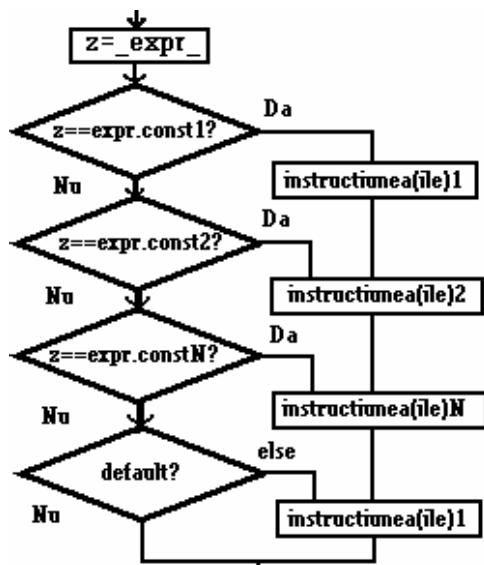 z=_expr_
Da
z==expr.const1?
Nu
instructiunea(ile)1
Da
z==expr.const2?
Nu
instructiunea(ile)2
Da
z==expr.constN?
Nu
instructiunea(ile)N
else
default?
Nu
instructiunea(ile)1